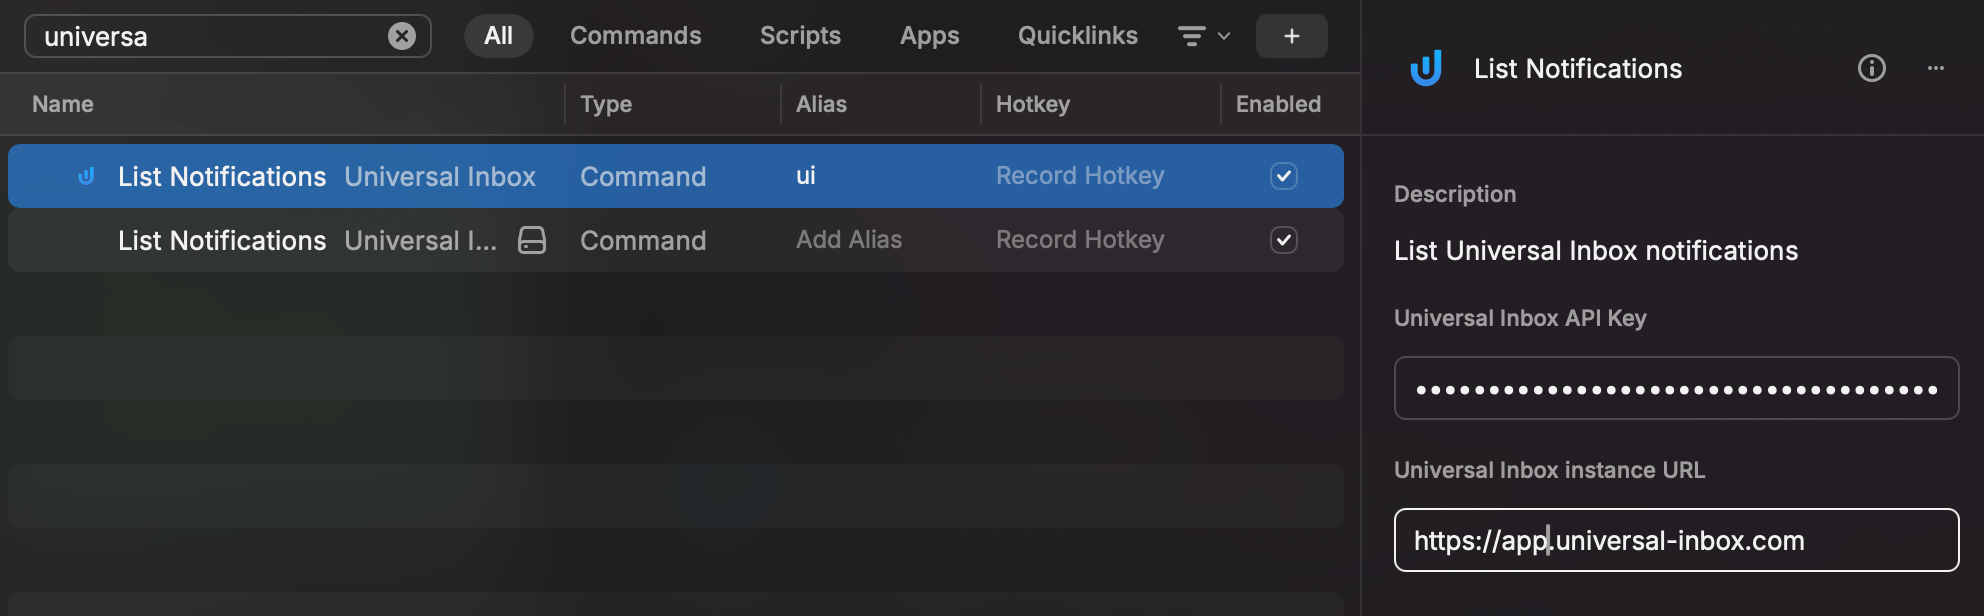 universa All Commands Scripts Apps Quicklinks +
Name Type Alias Hotkey Enabled
List Notifications Universal Inbox Command ui Record Hotkey
List Notifications Universal I... Command Add Alias Record Hotkey
List Notifications
Description
List Universal Inbox notifications
Universal Inbox API Key
••••••••••••••••••••••••••••••••••••
Universal Inbox instance URL
https://app.universal-inbox.com